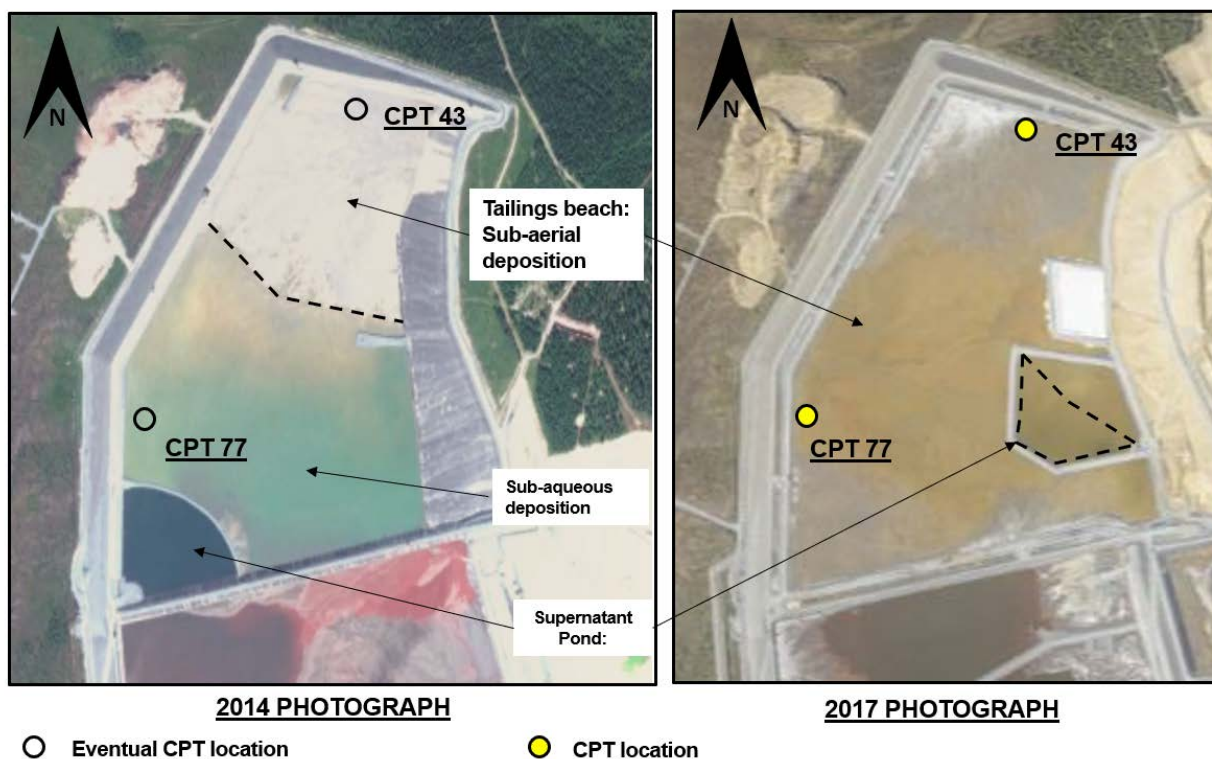 N
CPT 43
CPT 77
Tailings beach:
Sub-aerial
deposition
Sub-aqueous
deposition
Supernatant
Pond:
N
CPT 43
CPT 77
2014 PHOTOGRAPH
2017 PHOTOGRAPH
Eventual CPT location
CPT location